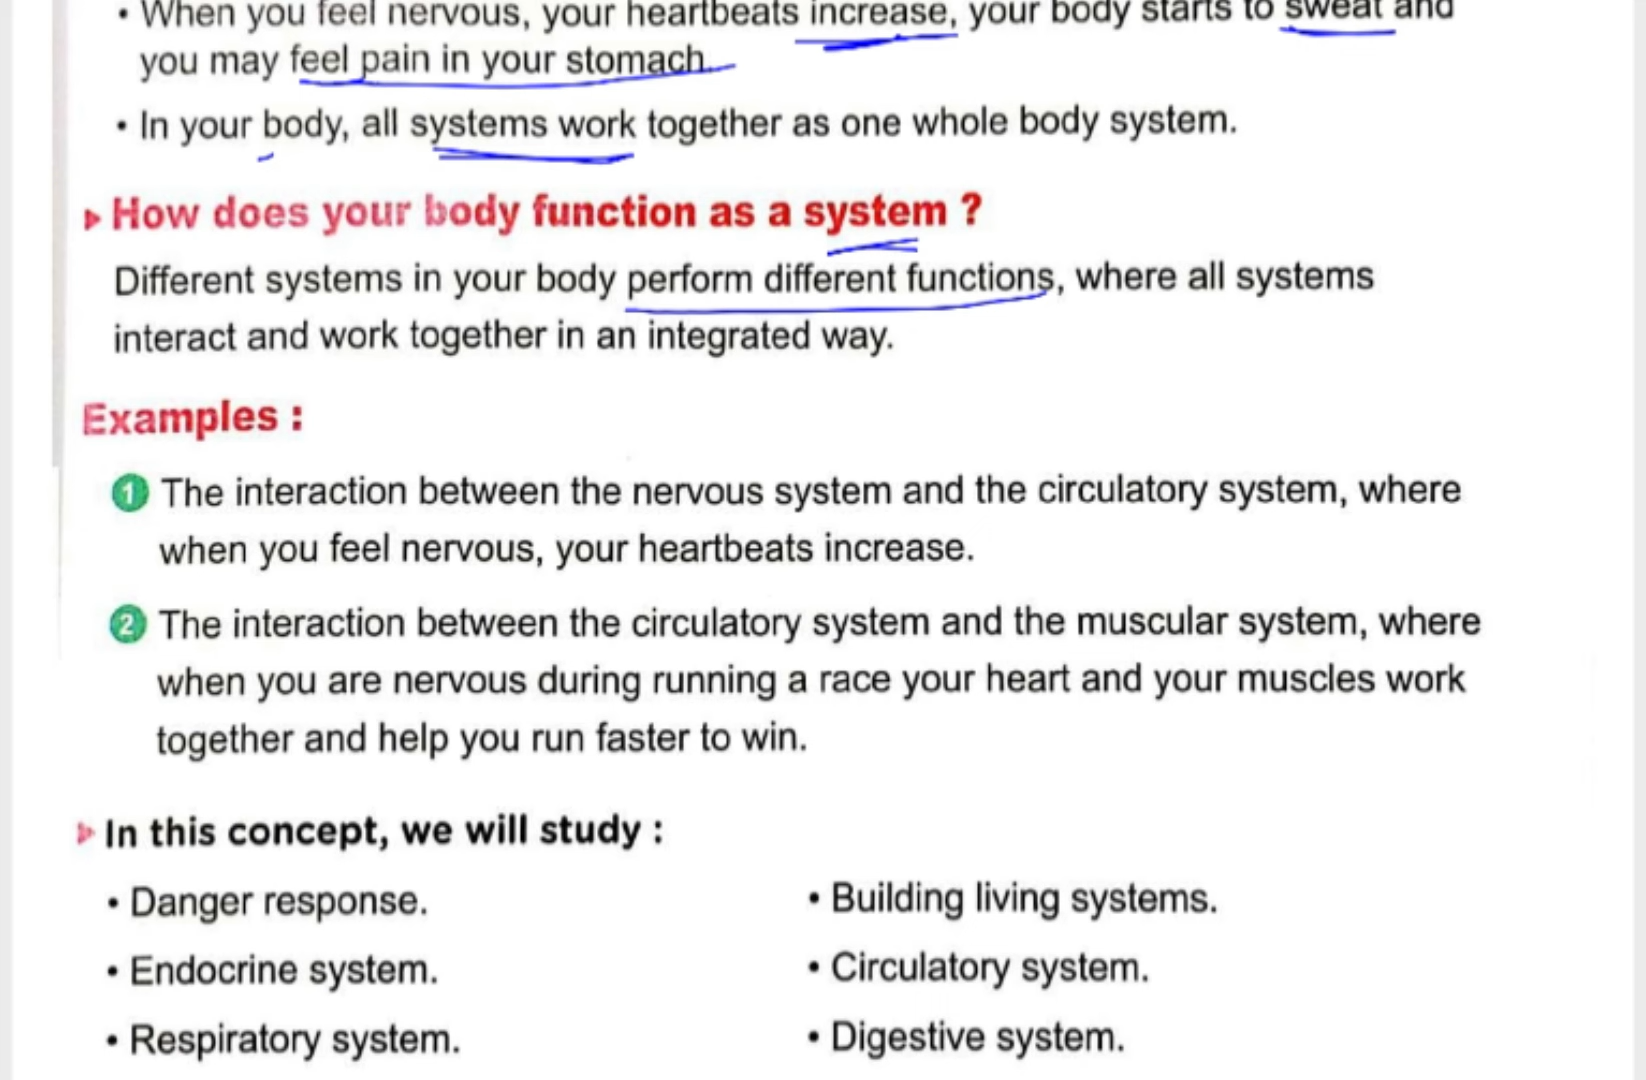 • When you feel nervous, your heartbeats increase, your body starts to sweat and
you may feel pain in your stomach.
• In your body, all systems work together as one whole body system.
How does your body function as a system ?
Different systems in your body perform different functions, where all systems
interact and work together in an integrated way.
Examples :
1 The interaction between the nervous system and the circulatory system, where
when you feel nervous, your heartbeats increase.
2 The interaction between the circulatory system and the muscular system, where
when you are nervous during running a race your heart and your muscles work
together and help you run faster to win.
In this concept, we will study :
• Danger response.
• Building living systems.
• Endocrine system.
• Circulatory system.
• Respiratory system.
• Digestive system.